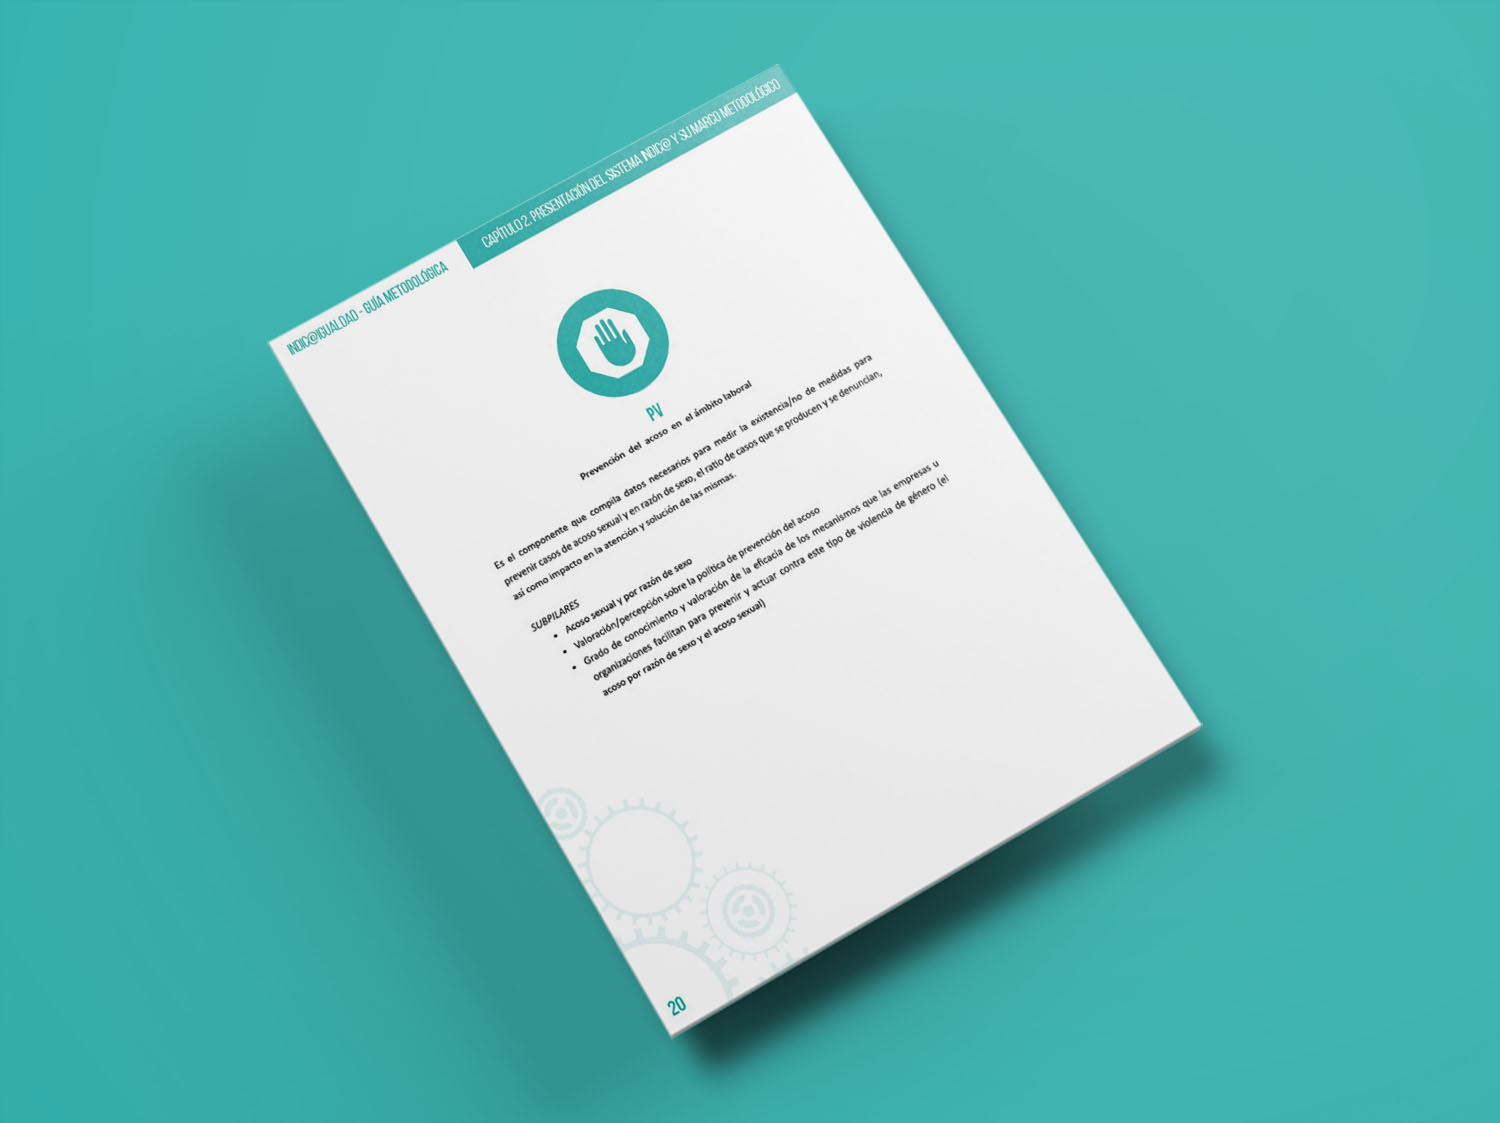 INDIC@IGUALDAD - GUÍA METODOLÓGICA
CAPÍTULO 2. PRESENTACIÓN DEL SISTEMA INDIC@ Y SU MARCO METODOLÓGICO
PV
Prevención del acoso en el ámbito laboral
Es el componente que compila datos necesarios para medir la existencia/no de medidas para
prevenir casos de acoso sexual y en razón de sexo, el ratio de casos que se producen y se denuncian,
así como impacto en la atención y solución de las mismas.
SUBPILARES
• Acoso sexual y por razón de sexo
• Valoración/percepción sobre la política de prevención del acoso
• Grado de conocimiento y valoración de la eficacia de los mecanismos que las empresas u
organizaciones facilitan para prevenir y actuar contra este tipo de violencia de género (el
acoso por razón de sexo y el acoso sexual)
20